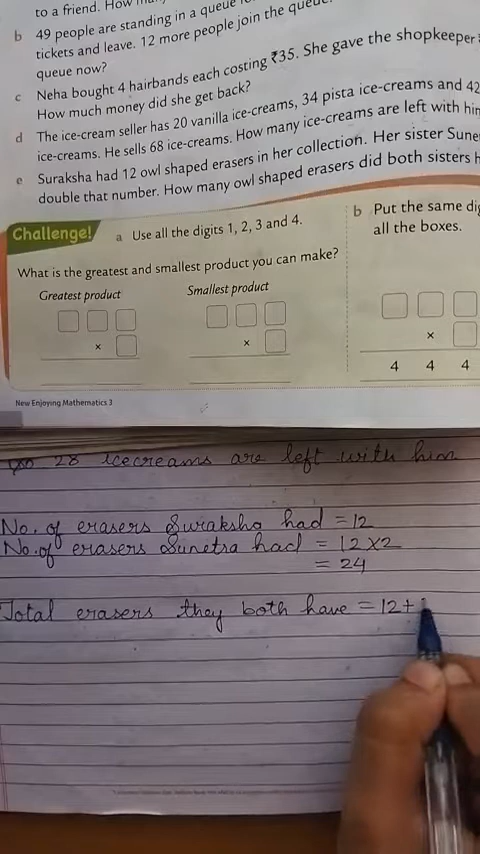 to a friend. How
b 49 people are standing in a queue
tickets and leave. 12 more people join the queue.
queue now?
c Neha bought 4 hairbands each costing ₹35. She gave the shopkeeper
How much money did she get back?
d The ice-cream seller has 20 vanilla ice-creams, 34 pista ice-creams and 42
ice-creams. He sells 68 ice-creams. How many ice-creams are left with him
e Suraksha had 12 owl shaped erasers in her collection. Her sister Sune
double that number. How many owl shaped erasers did both sisters h
Challenge! a Use all the digits 1, 2, 3 and 4.
What is the greatest and smallest product you can make?
Greatest product Smallest product
×
×
b Put the same dig
all the boxes.
×
4 4 4
New Enjoying Mathematics 3
28 icecreams are left with him
No. of erasers Suraksha had = 12
No. of erasers Sunetra had = 12×2
= 24
Total erasers they both have = 12+